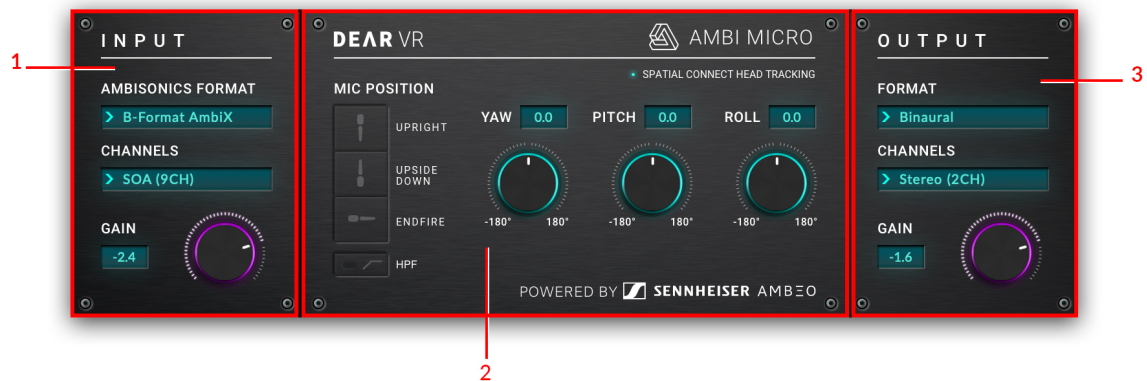 INPUT
1
AMBISONICS FORMAT
B-Format AmbiX
CHANNELS
SOA (9CH)
GAIN
-2.4
DEΛR VR
AMBI MICRO
SPATIAL CONNECT HEAD TRACKING
MIC POSITION
UPRIGHT
UPSIDE
DOWN
ENDFIRE
HPF
YAW 0.0
PITCH 0.0
ROLL 0.0
-180° 180°
-180° 180°
-180° 180°
POWERED BY SENNHEISER AMBΞO
2
OUTPUT
3
FORMAT
Binaural
CHANNELS
Stereo (2CH)
GAIN
-1.6